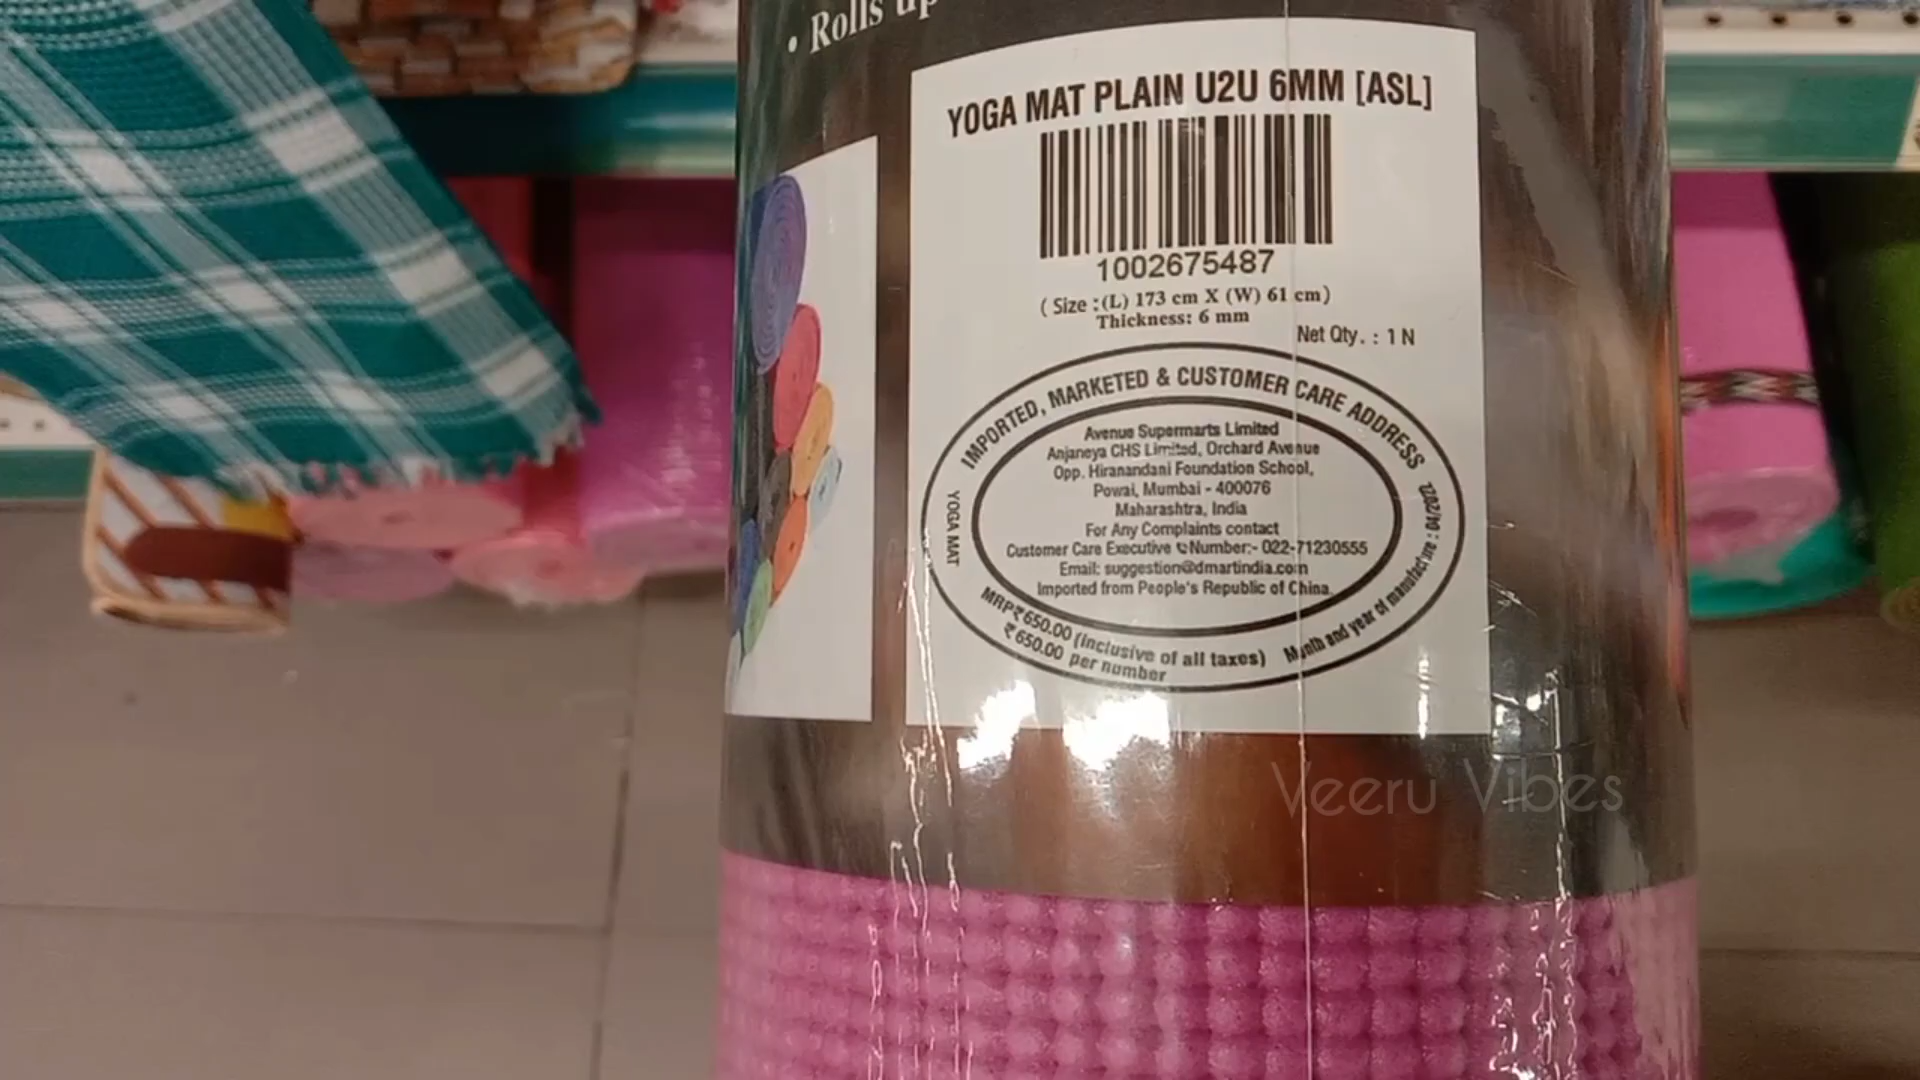 • Rolls up
YOGA MAT PLAIN U2U 6MM [ASL]
1002675487
( Size : (L) 173 cm X (W) 61 cm)
Thickness: 6 mm
Net Qty. : 1 N
IMPORTED, MARKETED & CUSTOMER CARE ADDRESS
YOGA MAT
Avenue Supermarts Limited
Anjaneya CHS Limited, Orchard Avenue
Opp. Hiranandani Foundation School,
Powai, Mumbai - 400076
Maharashtra, India
For Any Complaints contact
Customer Care Executive Number:- 022-71230555
Email: suggestion@dmartindia.com
Imported from People's Republic of China.
MRP₹650.00 (inclusive of all taxes)
₹650.00 per number
Month and year of manufacture : 04/2022
Veeru Vibes